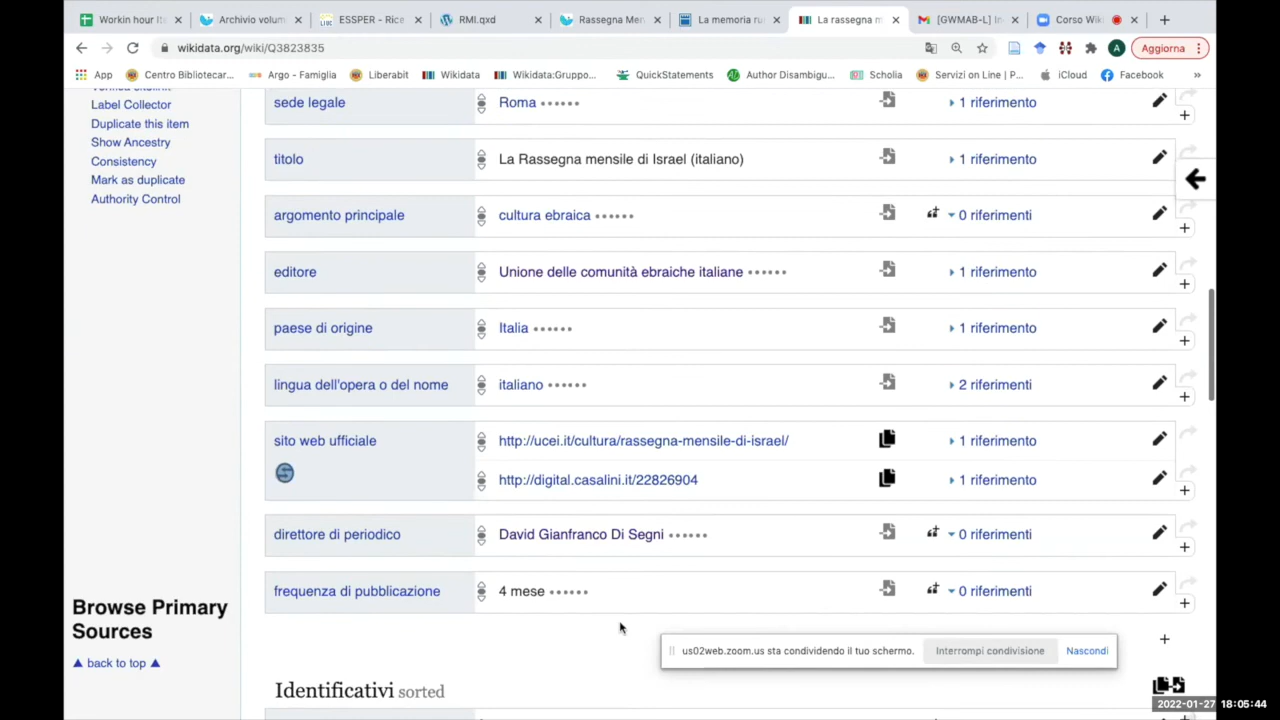 Workin hour It
Archivio volum
ESSPER - Rice
RMI.qxd
Rassegna Men
La memoria ru
La rassegna m
[GWMAB-L] In
Corso Wiki
wikidata.org/wiki/Q3823835
Aggiorna
App
Centro Bibliotecar...
Argo - Famiglia
Liberabit
Wikidata
Wikidata:Gruppo...
QuickStatements
Author Disambigu...
Scholia
Servizi on Line | P...
iCloud
Facebook
»
Label Collector
Duplicate this item
Show Ancestry
Consistency
Mark as duplicate
Authority Control
sede legale Roma 1 riferimento
titolo La Rassegna mensile di Israel (italiano) 1 riferimento
argomento principale cultura ebraica 0 riferimenti
editore Unione delle comunità ebraiche italiane 1 riferimento
paese di origine Italia 1 riferimento
lingua dell'opera o del nome italiano 2 riferimenti
sito web ufficiale http://ucei.it/cultura/rassegna-mensile-di-israel/ 1 riferimento
http://digital.casalini.it/22826904 1 riferimento
direttore di periodico David Gianfranco Di Segni 0 riferimenti
frequenza di pubblicazione 4 mese 0 riferimenti
Browse Primary
Sources
▲ back to top ▲
us02web.zoom.us sta condividendo il tuo schermo. Interrompi condivisione Nascondi
Identificativi sorted
2022-01-27 18:05:44